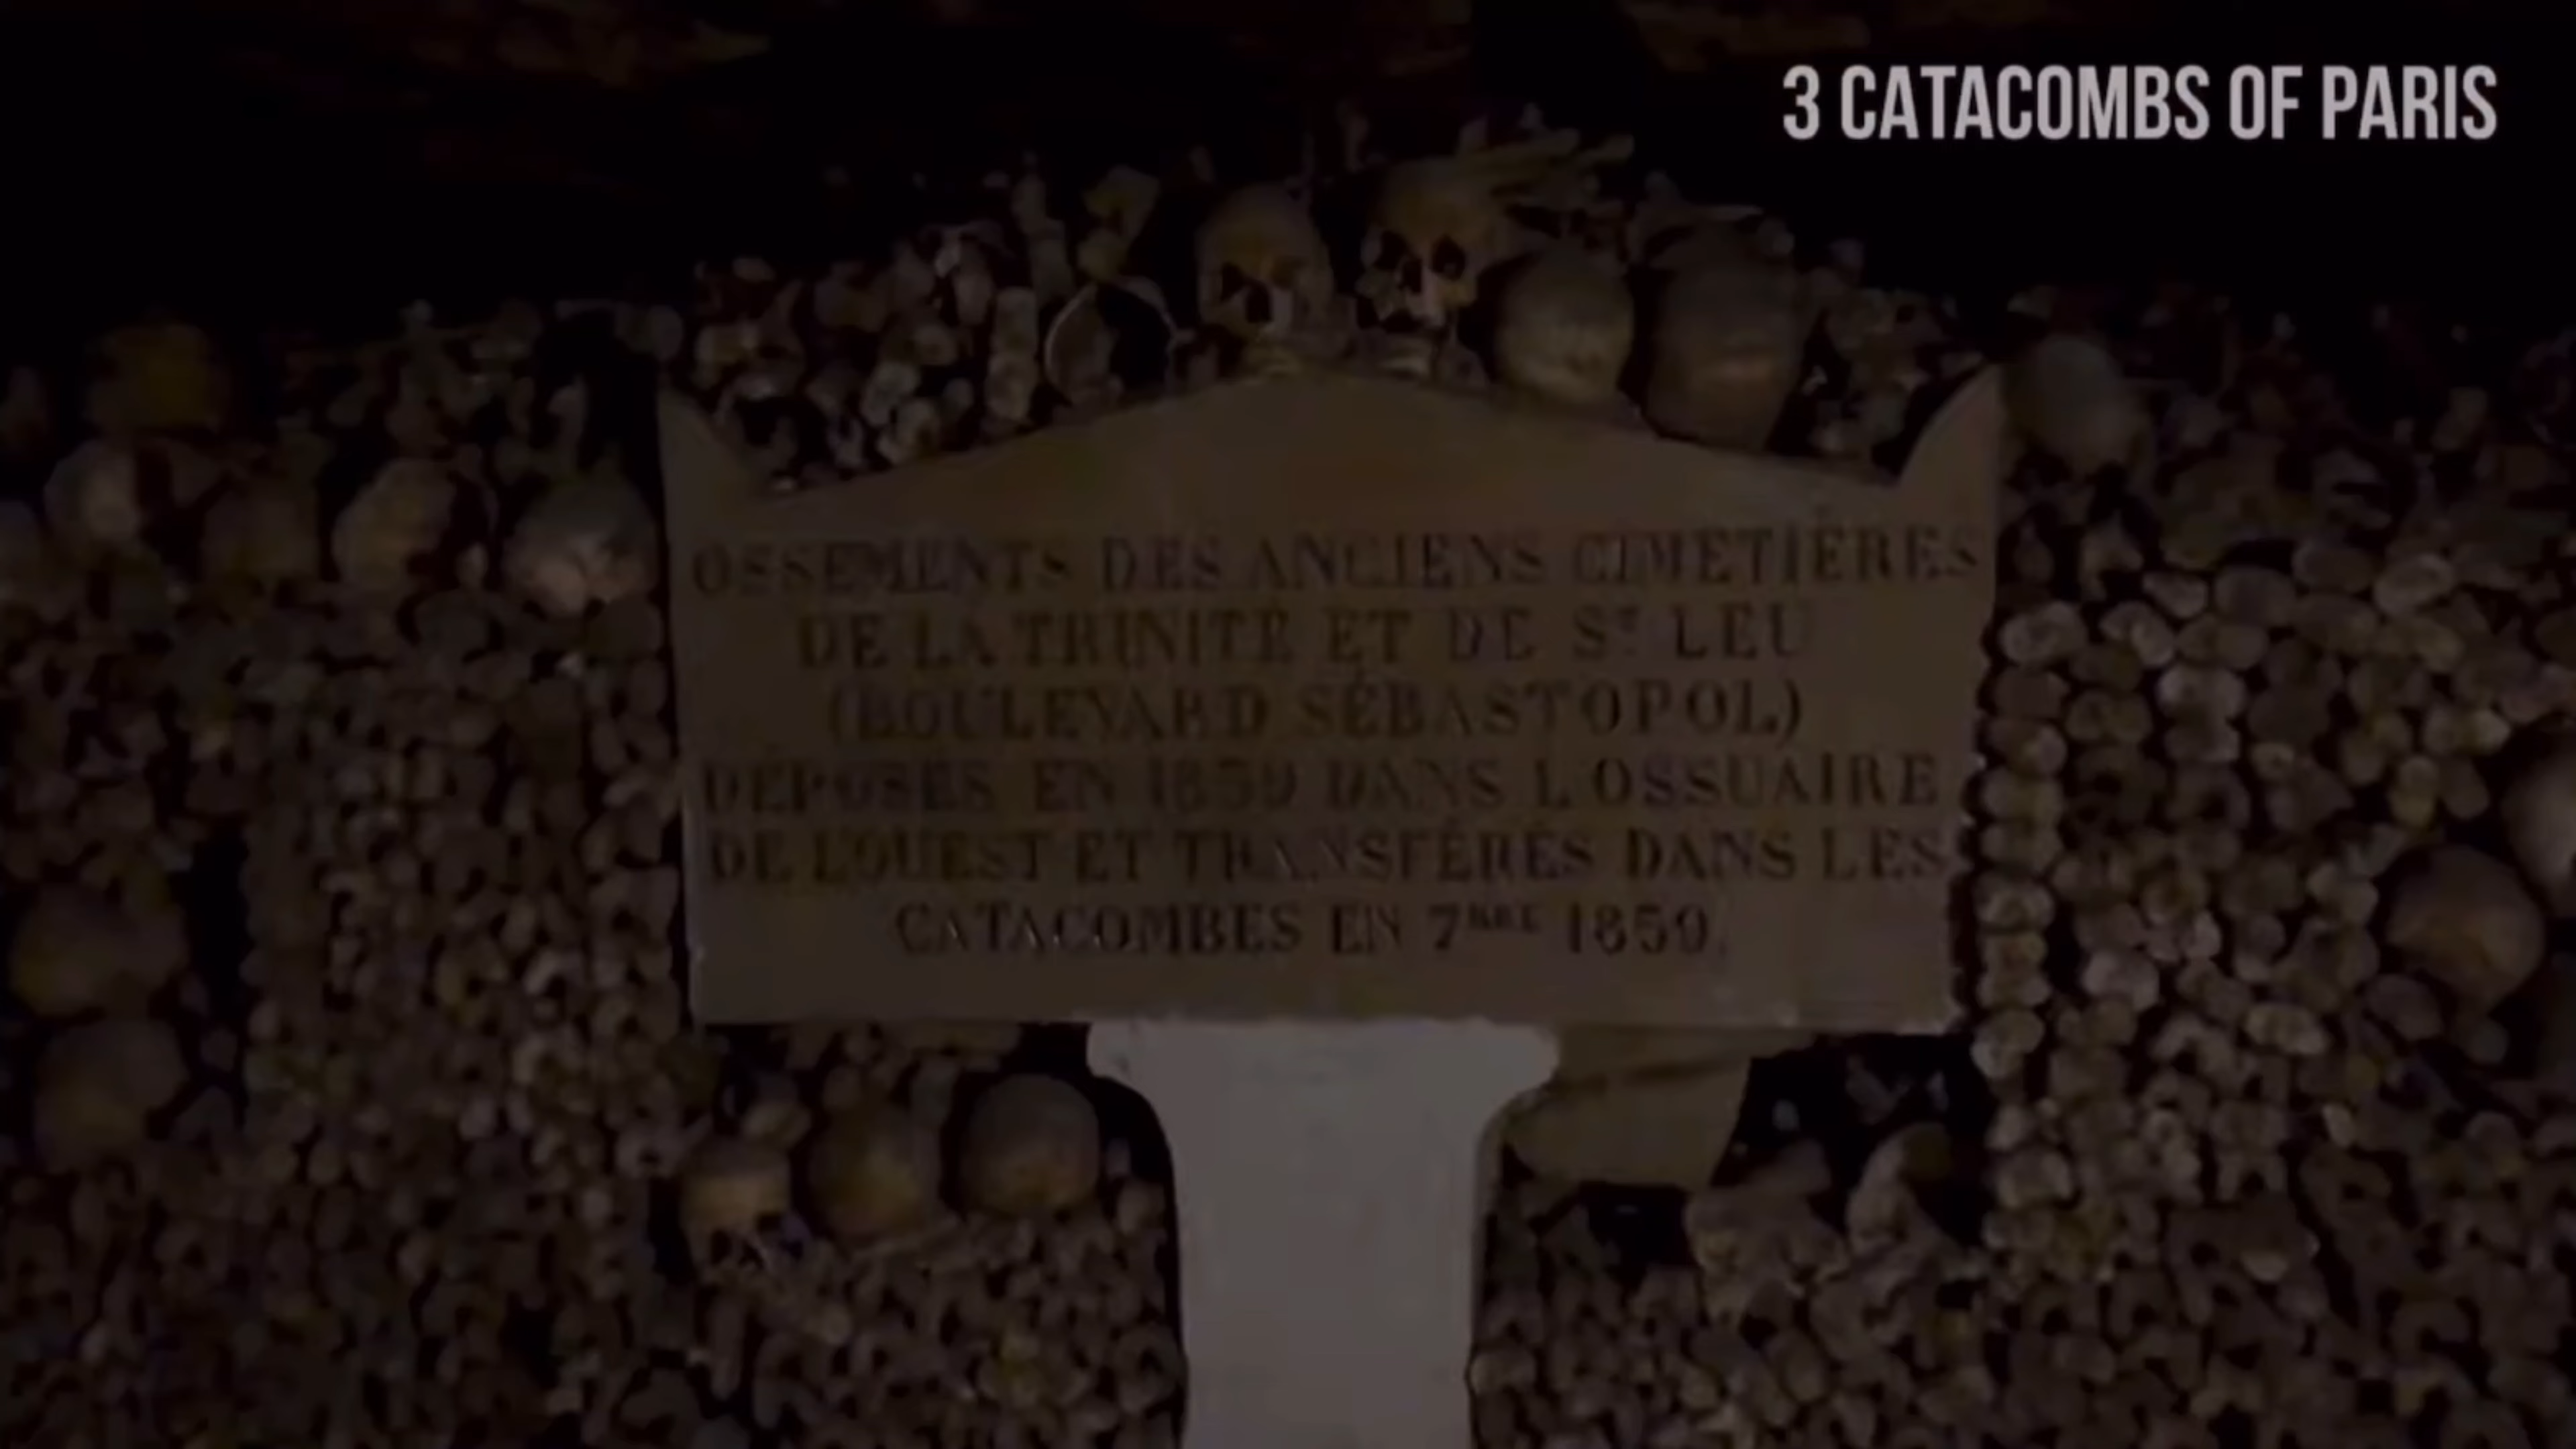 3 CATACOMBS OF PARIS
OSSEMENTS DES ANCIENS CIMETIÈRES
DE LA TRINITÉ ET DE ST LEU
(BOULEVARD SÉBASTOPOL)
DÉPOSÉS EN 1859 DANS L'OSSUAIRE
DE L'OUEST ET TRANSFÉRÉS DANS LES
CATACOMBES EN 7BRE 1859.